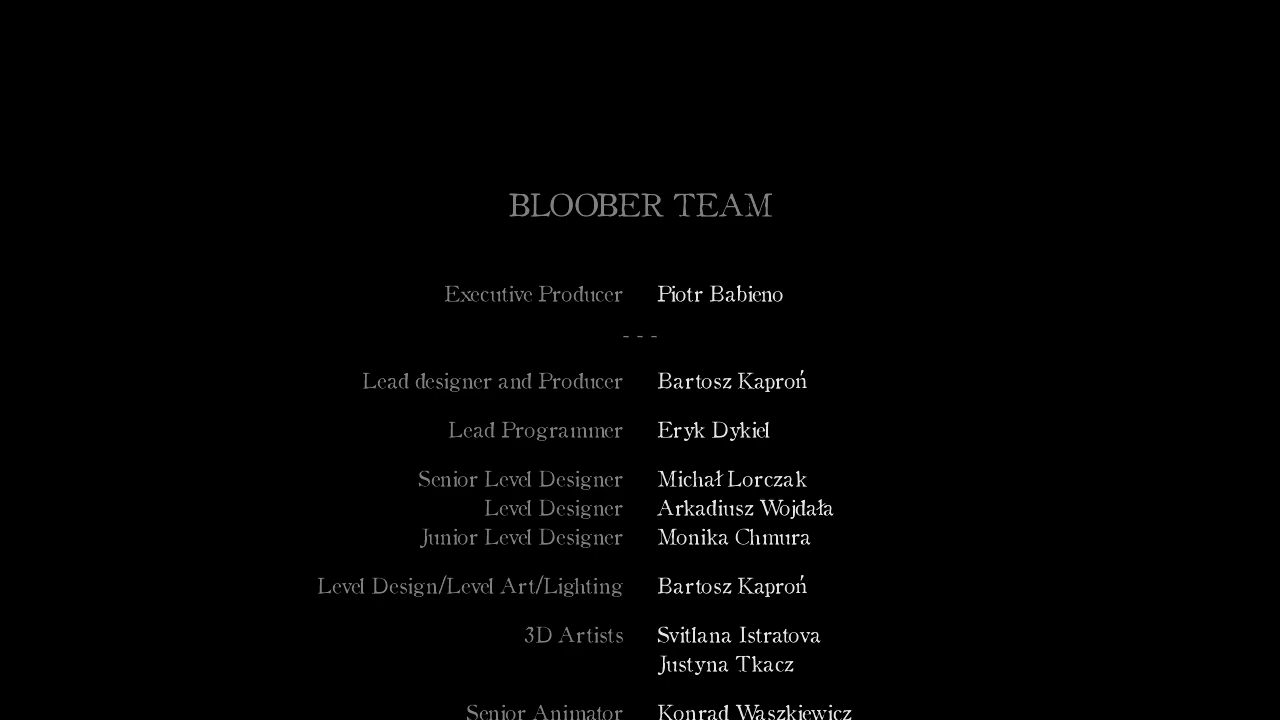 BLOOBER TEAM
Executive Producer Piotr Babieno
- - -
Lead designer and Producer Bartosz Kaproń
Lead Programmer Eryk Dykiel
Senior Level Designer Michał Lorczak
Level Designer Arkadiusz Wojdała
Junior Level Designer Monika Chmura
Level Design/Level Art/Lighting Bartosz Kaproń
3D Artists Svitlana Istratova
Justyna Tkacz
Senior Animator Konrad Waszkiewicz